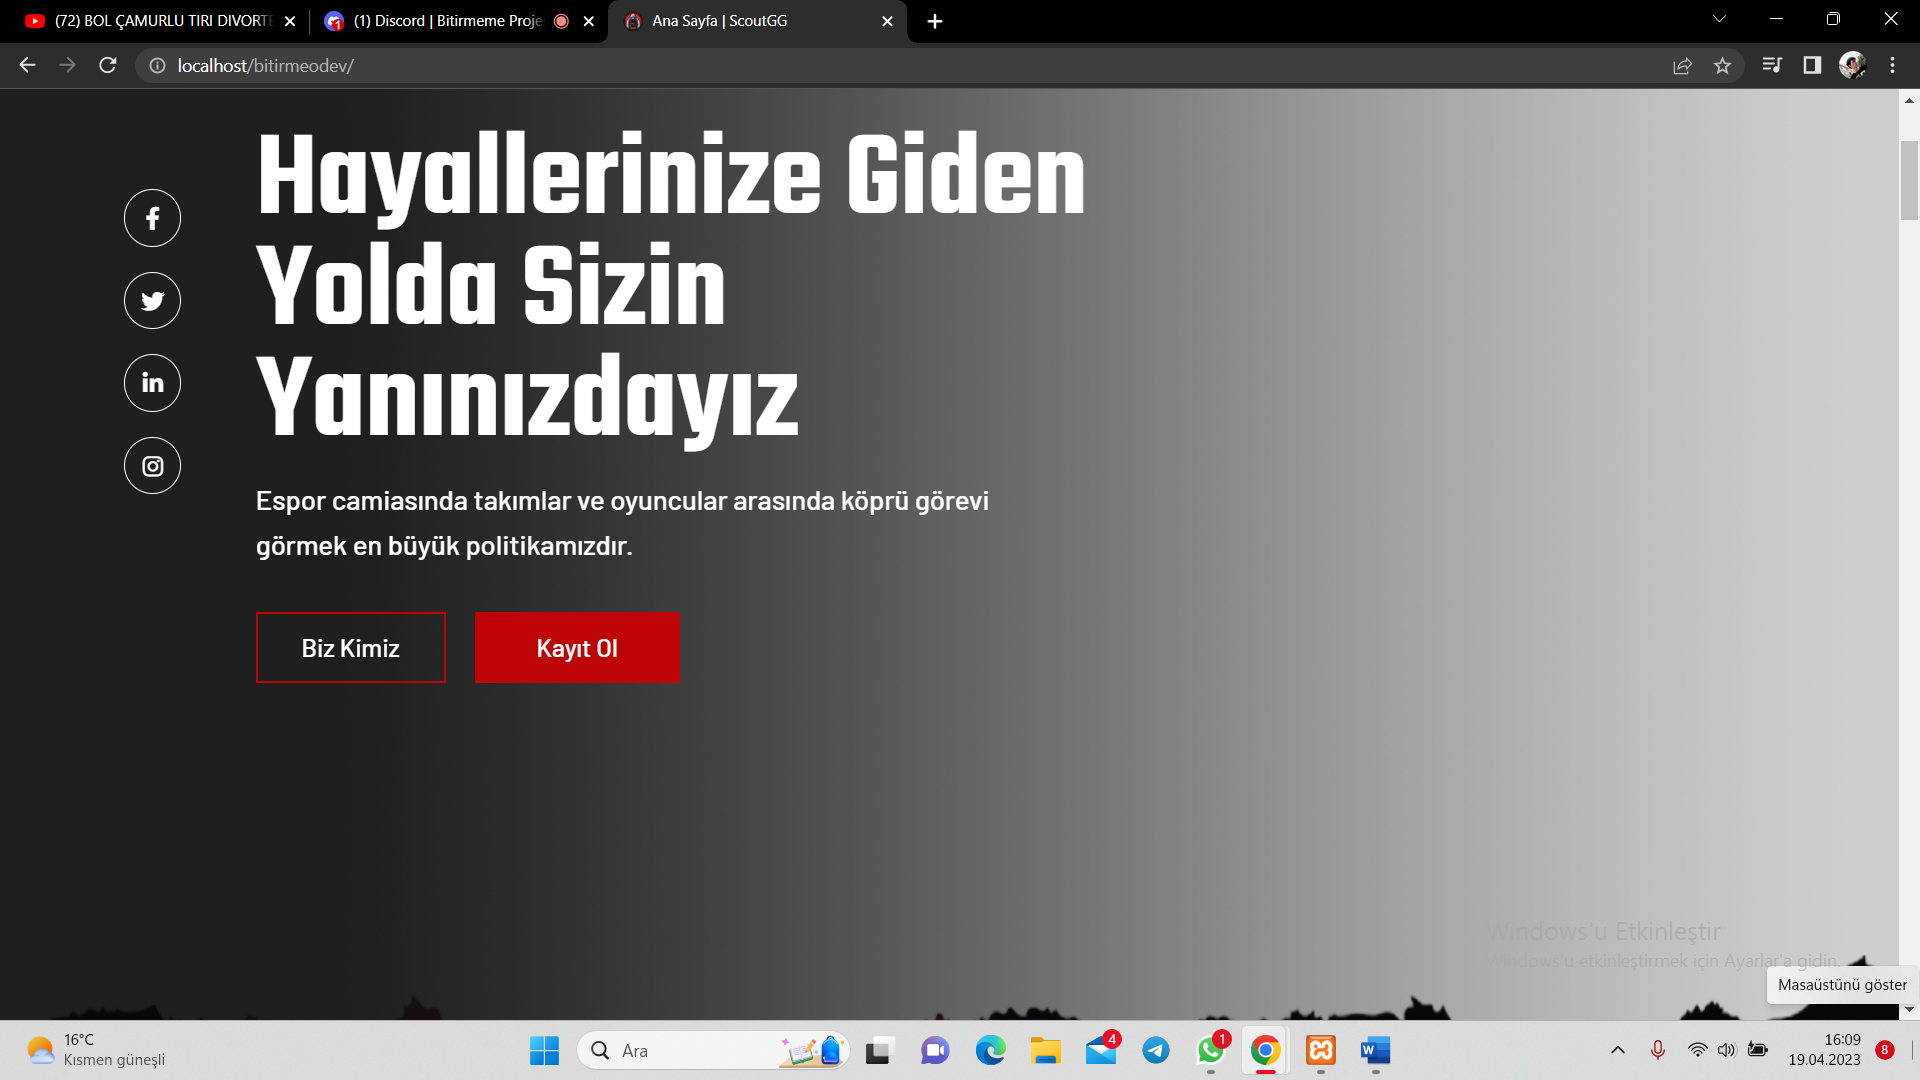 (72) BOL ÇAMURLU TIRI DIVORTE
(1) Discord | Bitirmeme Proje
Ana Sayfa | ScoutGG
localhost/bitirmeodev/
Hayallerinize Giden
Yolda Sizin
Yanınızdayız
Espor camiasında takımlar ve oyuncular arasında köprü görevi
görmek en büyük politikamızdır.
Biz Kimiz
Kayıt Ol
Windows'u Etkinleştir
Windows'u etkinleştirmek için Ayarlar'a gidin.
Masaüstünü göster
16°C
Kısmen güneşli
Ara
4
1
16:09
19.04.2023
8